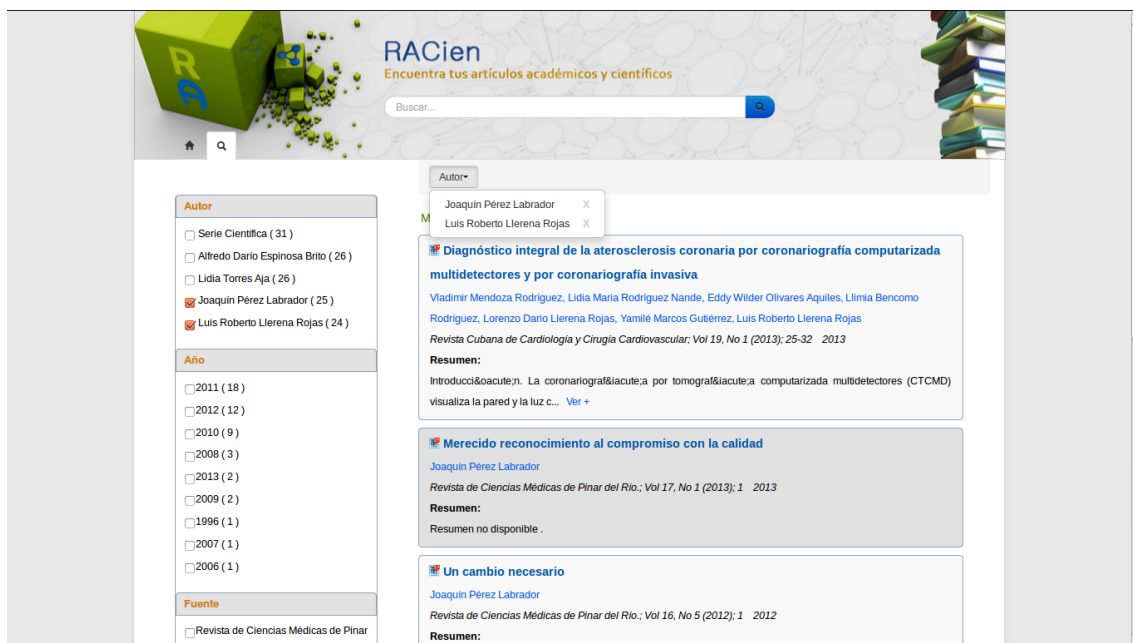 RA
RACien
Encuentra tus artículos académicos y científicos
Buscar...
Autor
Joaquín Pérez Labrador X
Luis Roberto Llerena Rojas X
M
Autor
Serie Científica ( 31 )
Alfredo Darío Espinosa Brito ( 26 )
Lidia Torres Aja ( 26 )
Joaquín Pérez Labrador ( 25 )
Luis Roberto Llerena Rojas ( 24 )
Año
2011 ( 18 )
2012 ( 12 )
2010 ( 9 )
2008 ( 3 )
2013 ( 2 )
2009 ( 2 )
1996 ( 1 )
2007 ( 1 )
2006 ( 1 )
Fuente
Revista de Ciencias Médicas de Pinar
Diagnóstico integral de la aterosclerosis coronaria por coronariografía computarizada
multidetectores y por coronariografía invasiva
Vladimir Mendoza Rodríguez, Lidia Maria Rodríguez Nande, Eddy Wilder Olivares Aquiles, Llimia Bencomo
Rodríguez, Lorenzo Dario Llerena Rojas, Yamilé Marcos Gutiérrez, Luis Roberto Llerena Rojas
Revista Cubana de Cardiología y Cirugía Cardiovascular; Vol 19, No 1 (2013); 25-32 2013
Resumen:
Introducci&oacute;n. La coronariograf&iacute;a por tomograf&iacute;a computarizada multidetectores (CTCMD)
visualiza la pared y la luz c... Ver +
Merecido reconocimiento al compromiso con la calidad
Joaquín Pérez Labrador
Revista de Ciencias Médicas de Pinar del Río.; Vol 17, No 1 (2013); 1 2013
Resumen:
Resumen no disponible .
Un cambio necesario
Joaquín Pérez Labrador
Revista de Ciencias Médicas de Pinar del Río.; Vol 16, No 5 (2012); 1 2012
Resumen: